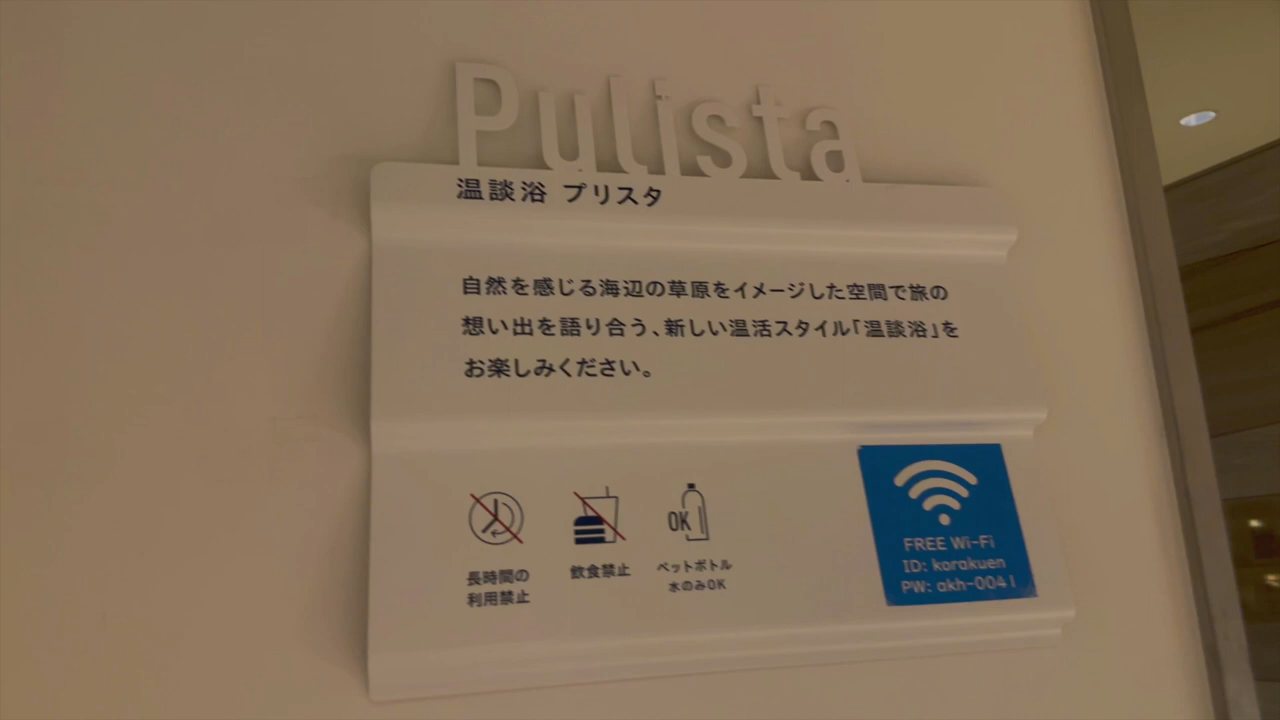 Pulista
温談浴 プリスタ
自然を感じる海辺の草原をイメージした空間で旅の
想い出を語り合う、新しい温活スタイル「温談浴」を
お楽しみください。
OK
長時間の
利用禁止
飲食禁止
ペットボトル
水のみOK
FREE Wi-Fi
ID: korakuen
PW: akh-0041